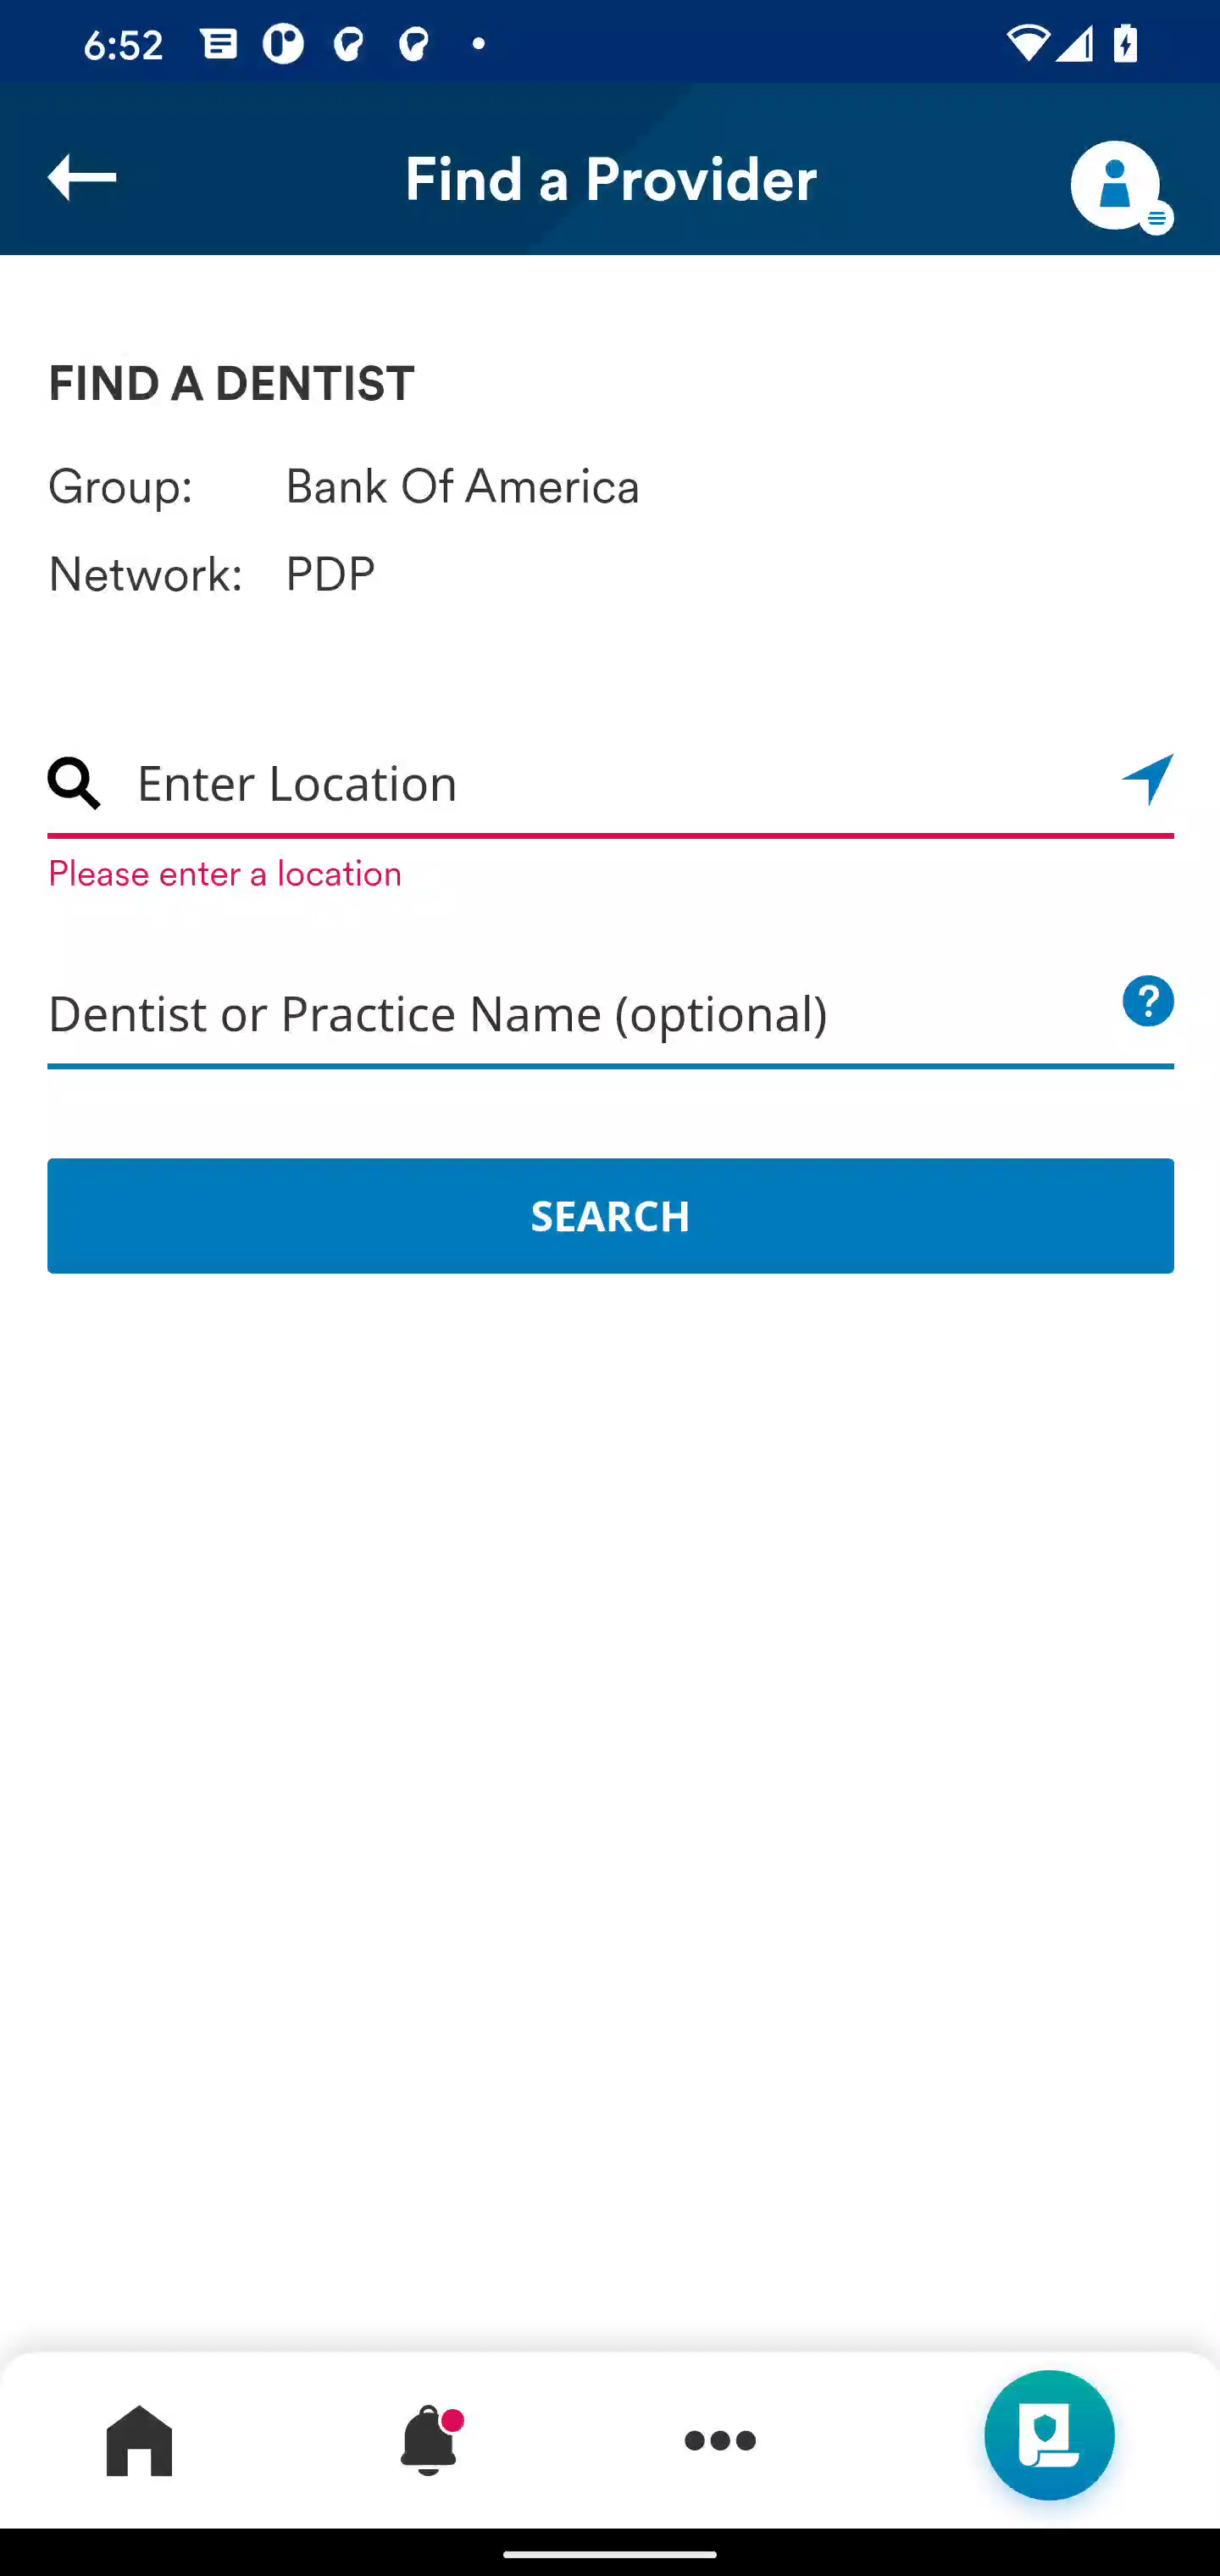 6:52
Find a Provider
FIND A DENTIST
Group: Bank Of America
Network: PDP
Enter Location
Please enter a location
Dentist or Practice Name (optional)
?
SEARCH